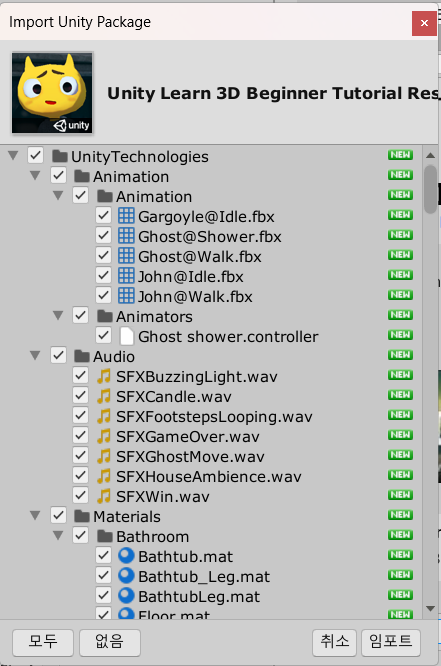 Import Unity Package
unity
Unity Learn 3D Beginner Tutorial Res
UnityTechnologies NEW
Animation NEW
Animation NEW
Gargoyle@Idle.fbx NEW
Ghost@Shower.fbx NEW
Ghost@Walk.fbx NEW
John@Idle.fbx NEW
John@Walk.fbx NEW
Animators NEW
Ghost shower.controller NEW
Audio NEW
SFXBuzzingLight.wav NEW
SFXCandle.wav NEW
SFXFootstepsLooping.wav NEW
SFXGameOver.wav NEW
SFXGhostMove.wav NEW
SFXHouseAmbience.wav NEW
SFXWin.wav NEW
Materials NEW
Bathroom NEW
Bathtub.mat NEW
Bathtub_Leg.mat NEW
BathtubLeg.mat NEW
Floor.mat NEW
모두 없음 취소 임포트